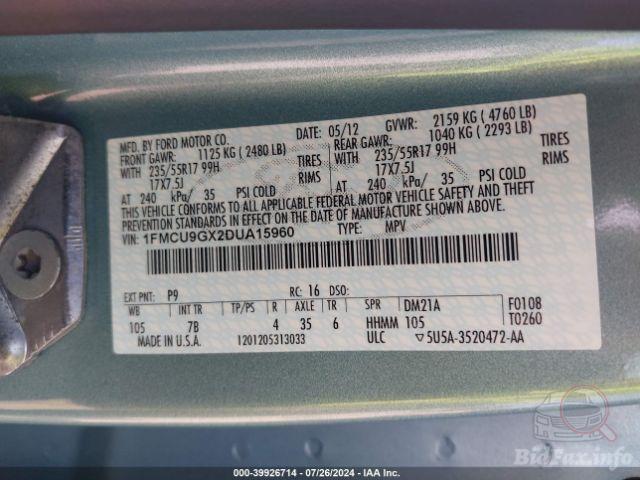 MFD. BY FORD MOTOR CO. DATE: 05/12 GVWR: 2159 KG ( 4760 LB)
FRONT GAWR: 1125 KG ( 2480 LB) REAR GAWR: 1040 KG ( 2293 LB)
WITH 235/55R17 99H TIRES WITH 235/55R17 99H TIRES
17X7.5J 17X7.5J
AT 240 kPa/ 35 PSI COLD AT 240 kPa/ 35 PSI COLD
THIS VEHICLE CONFORMS TO ALL APPLICABLE FEDERAL MOTOR VEHICLE SAFETY AND THEFT
PREVENTION STANDARDS IN EFFECT ON THE DATE OF MANUFACTURE SHOWN ABOVE.
VIN: 1FMCU9GX2DUA15960 TYPE: MPV
EXT PNT: P9 RC: 16 DSO:
WB INT TR TP/PS R AXLE TR SPR DM21A F0108
105 7B 4 35 6 HHMM 105 T0260
MADE IN U.S.A. 1201205313033 ULC ▽5U5A-3520472-AA
BidFax.info
000-39926714 - 07/26/2024 - IAA Inc.